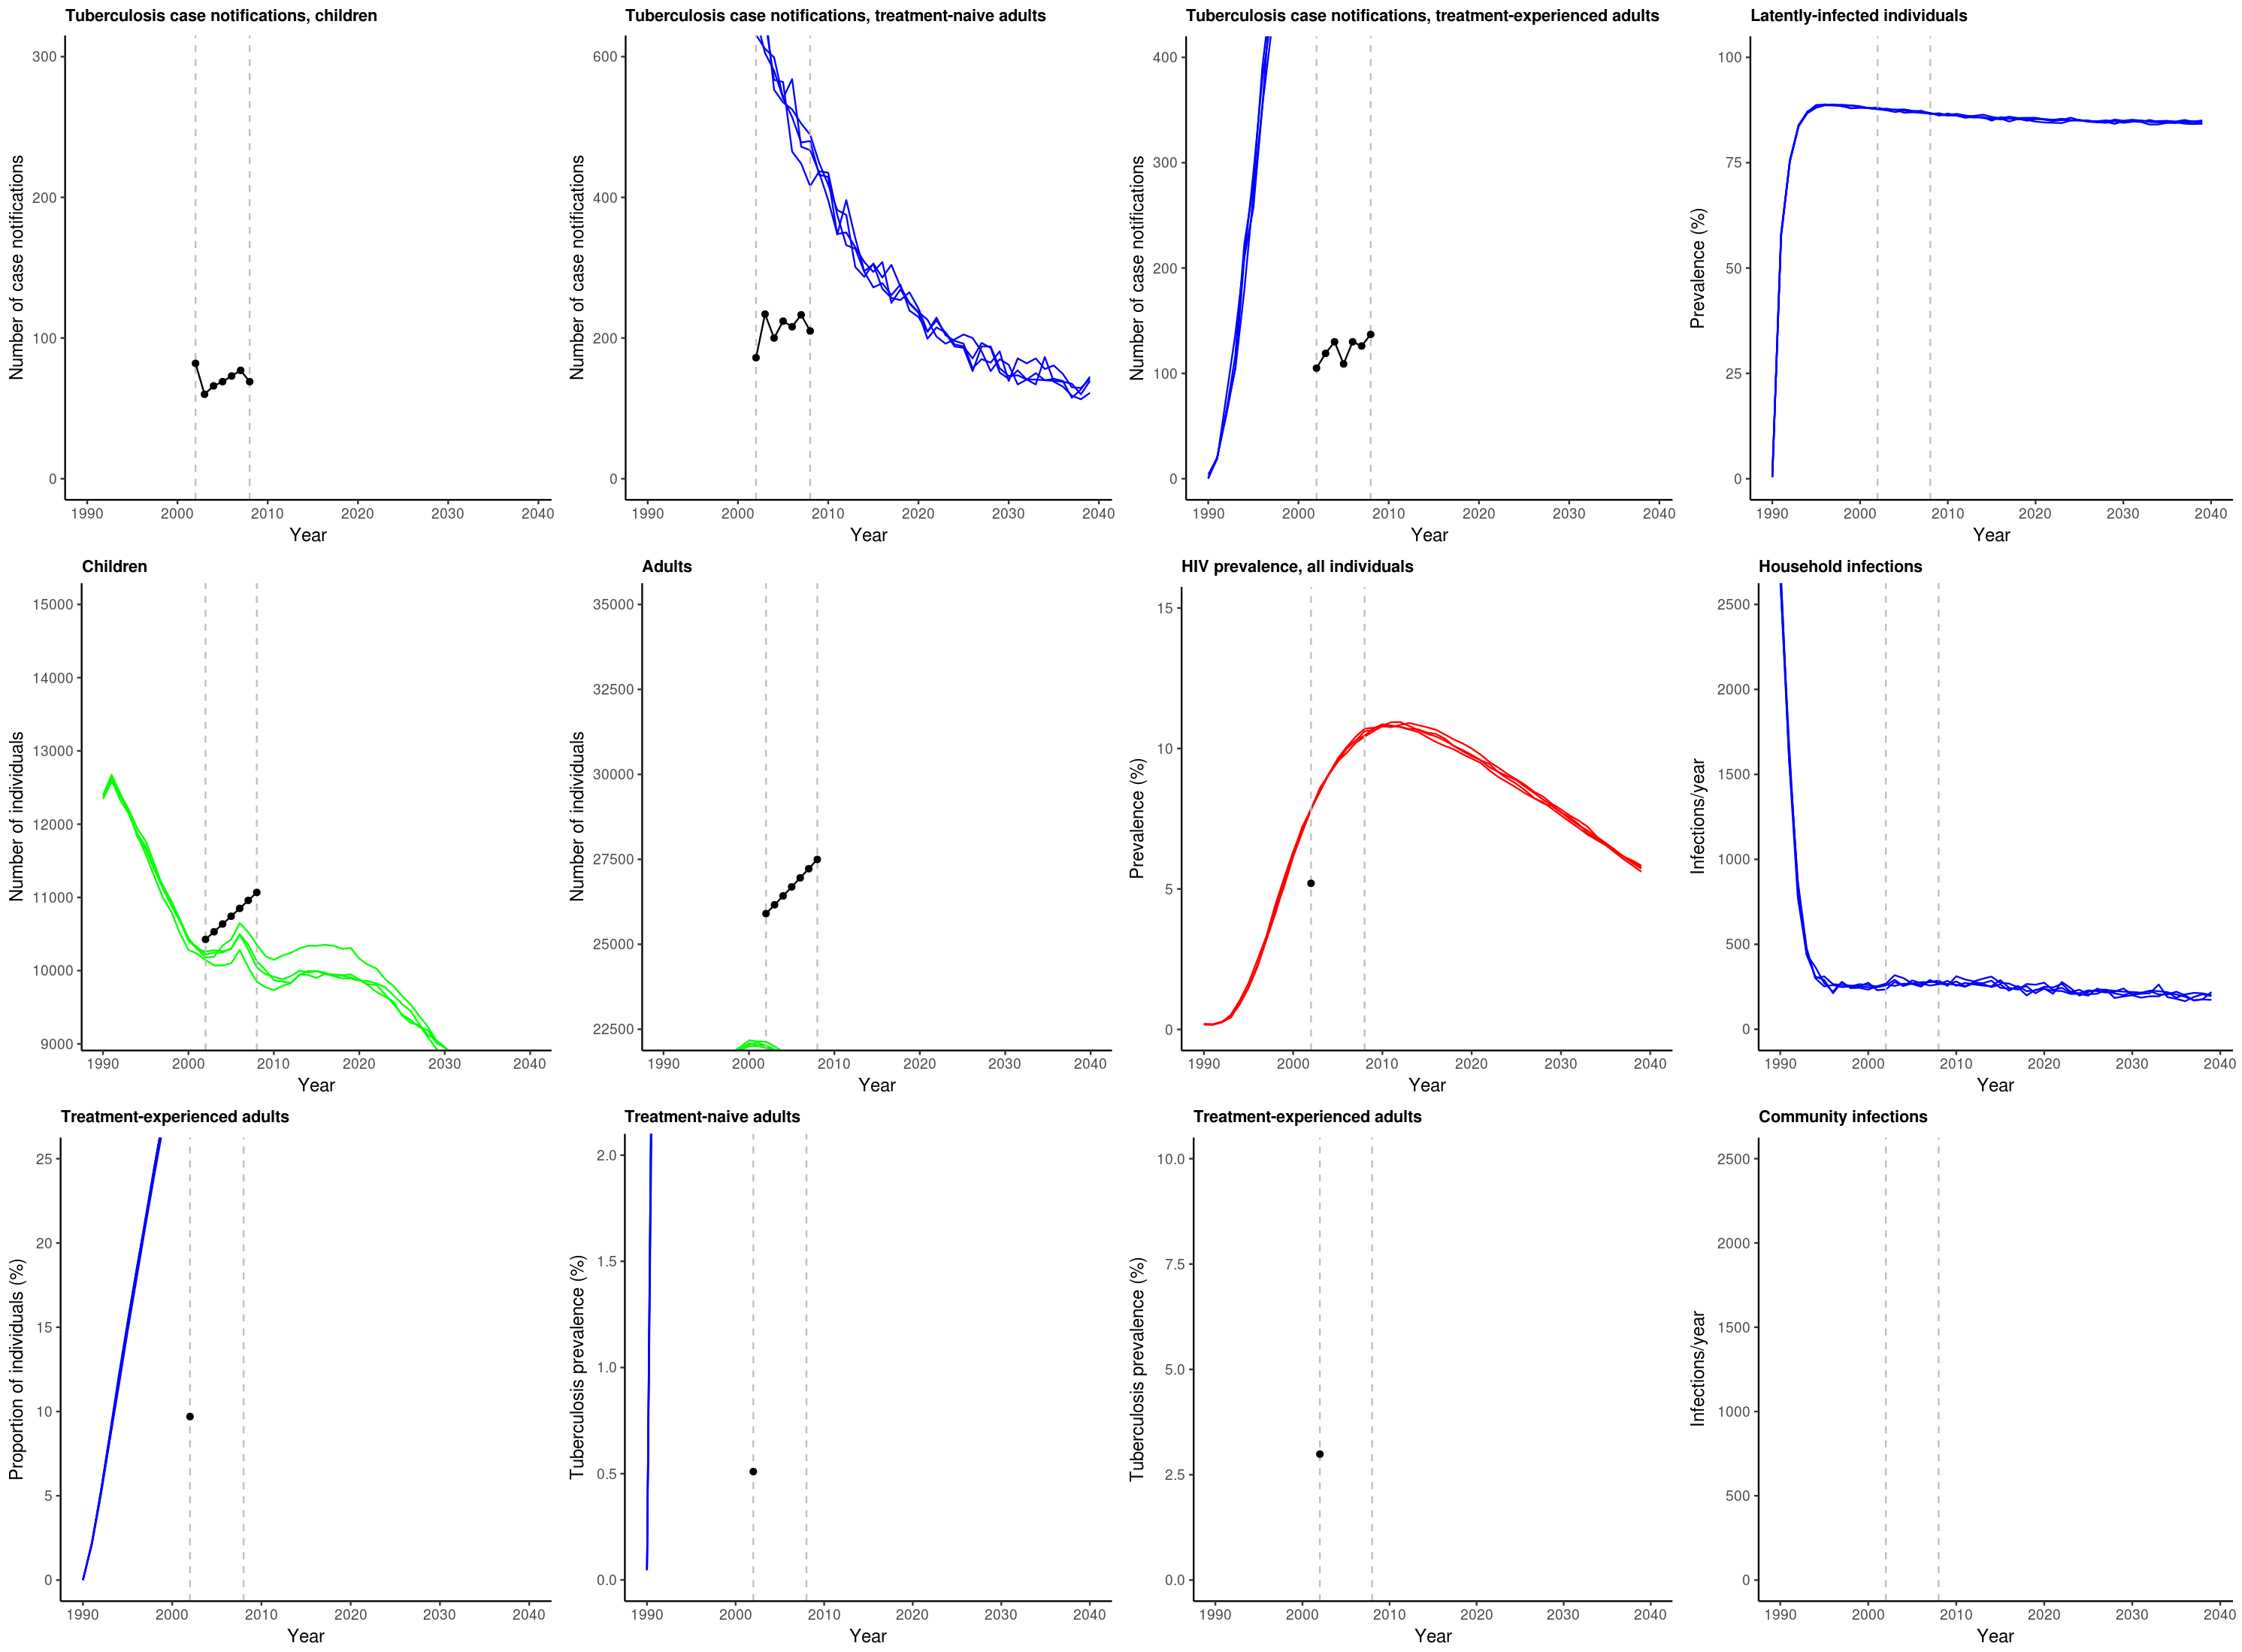 Tuberculosis case notifications, children
Number of case notifications
300
200
100
0
1990 2000 2010 2020 2030 2040
Year
Tuberculosis case notifications, treatment-naive adults
Number of case notifications
600
400
200
0
1990 2000 2010 2020 2030 2040
Year
Tuberculosis case notifications, treatment-experienced adults
Number of case notifications
400
300
200
100
0
1990 2000 2010 2020 2030 2040
Year
Latently-infected individuals
Prevalence (%)
100
75
50
25
0
1990 2000 2010 2020 2030 2040
Year
Children
Number of individuals
15000
14000
13000
12000
11000
10000
9000
1990 2000 2010 2020 2030 2040
Year
Adults
Number of individuals
35000
32500
30000
27500
25000
22500
1990 2000 2010 2020 2030 2040
Year
HIV prevalence, all individuals
Prevalence (%)
15
10
5
0
1990 2000 2010 2020 2030 2040
Year
Household infections
Infections/year
2500
2000
1500
1000
500
0
1990 2000 2010 2020 2030 2040
Year
Treatment-experienced adults
Proportion of individuals (%)
25
20
15
10
5
0
1990 2000 2010 2020 2030 2040
Year
Treatment-naive adults
Tuberculosis prevalence (%)
2.0
1.5
1.0
0.5
0.0
1990 2000 2010 2020 2030 2040
Year
Treatment-experienced adults
Tuberculosis prevalence (%)
10.0
7.5
5.0
2.5
0.0
1990 2000 2010 2020 2030 2040
Year
Community infections
Infections/year
2500
2000
1500
1000
500
0
1990 2000 2010 2020 2030 2040
Year